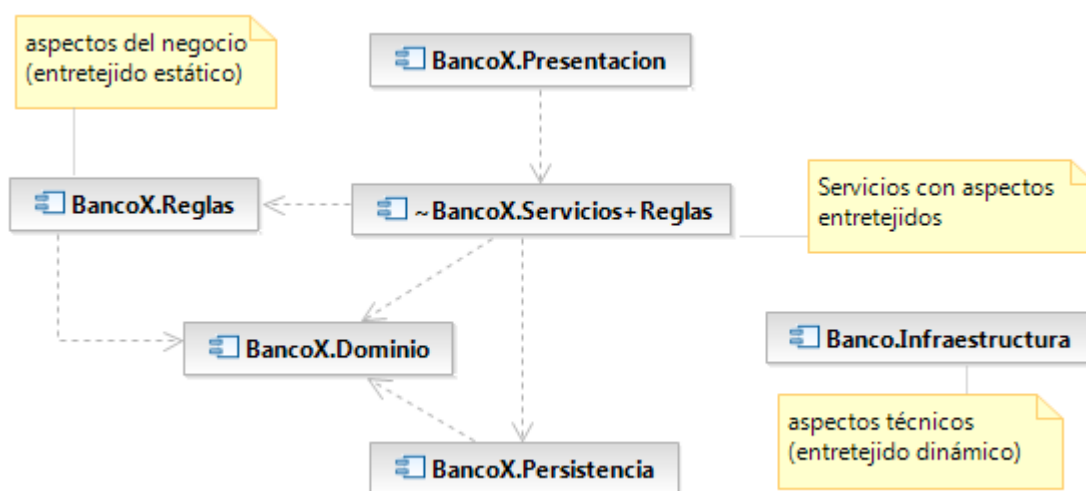 aspectos del negocio
(entretejido estático)
BancoX.Presentacion
BancoX.Reglas
~BancoX.Servicios+Reglas
Servicios con aspectos
entretejidos
BancoX.Dominio
Banco.Infraestructura
aspectos técnicos
(entretejido dinámico)
BancoX.Persistencia